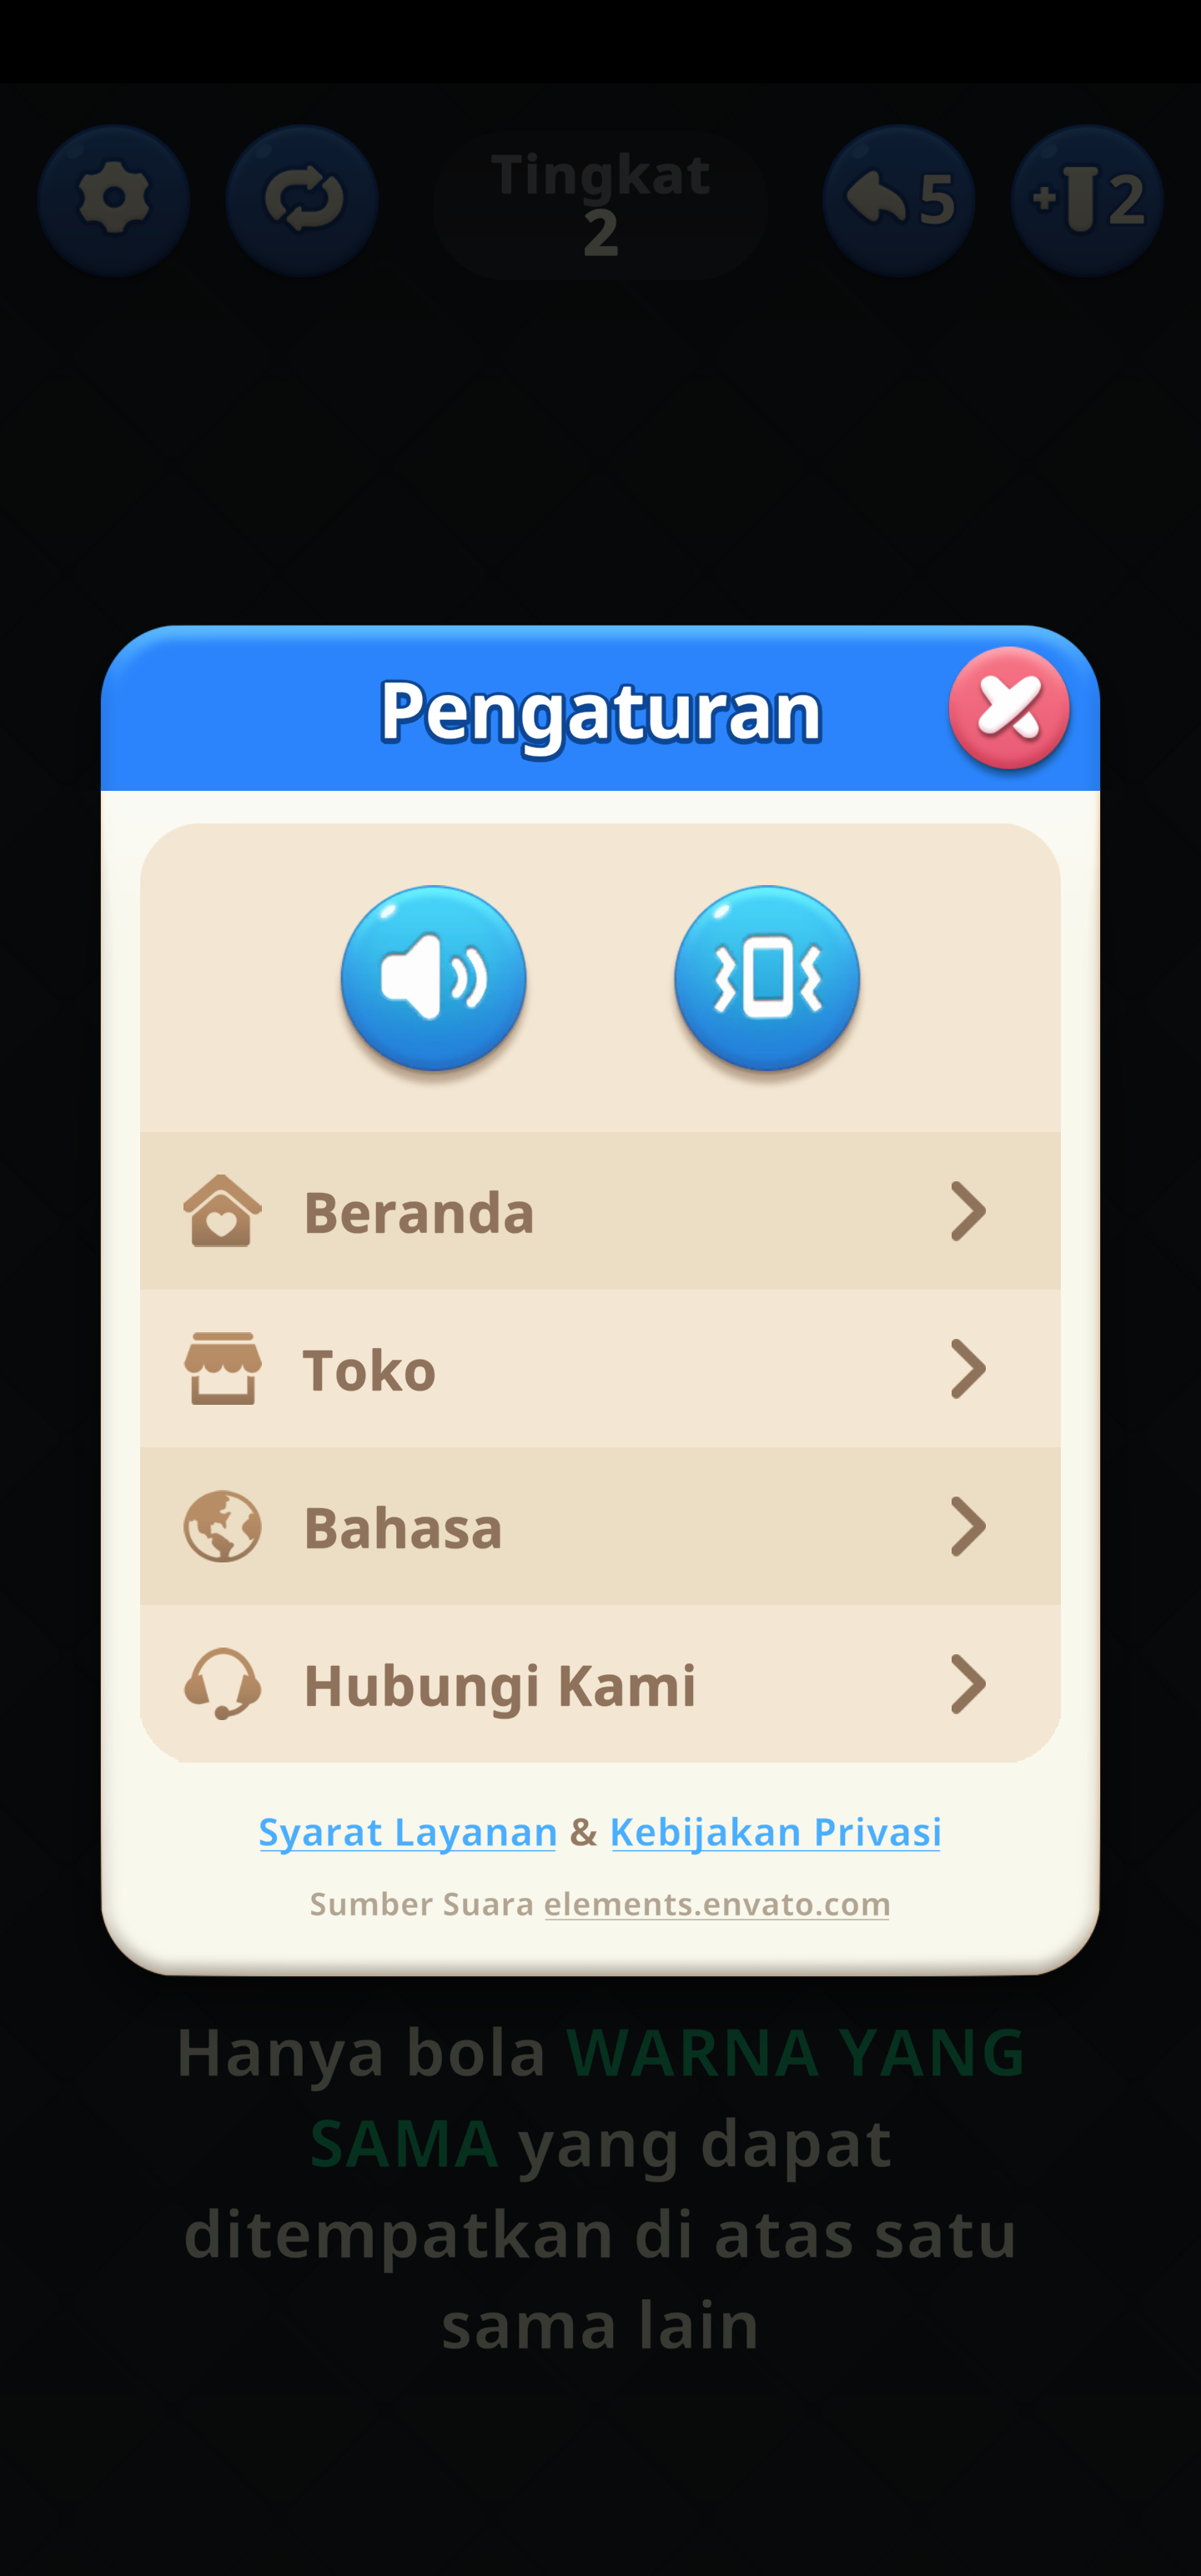 Tingkat
2
5
+ 2
Pengaturan
Beranda
Toko
Bahasa
Hubungi Kami
Syarat Layanan & Kebijakan Privasi
Sumber Suara elements.envato.com
Hanya bola WARNA YANG
SAMA yang dapat
ditempatkan di atas satu
sama lain